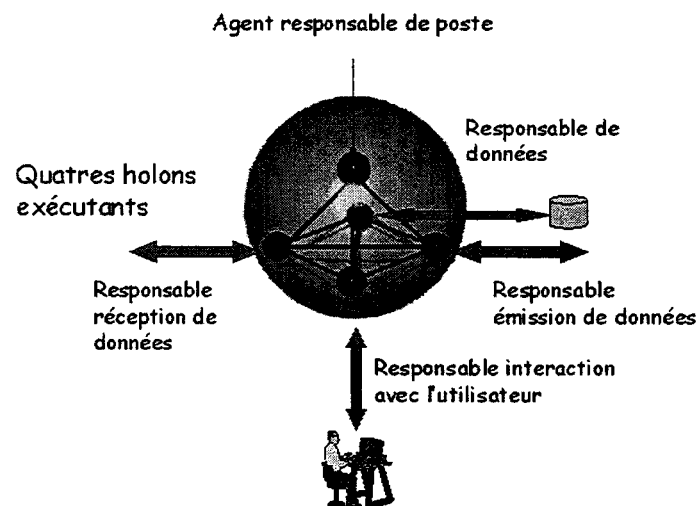 Agent responsable de poste
Responsable de
données
Quatres holons
exécutants
Responsable
réception de
données
Responsable
émission de données
Responsable interaction
avec l'utilisateur